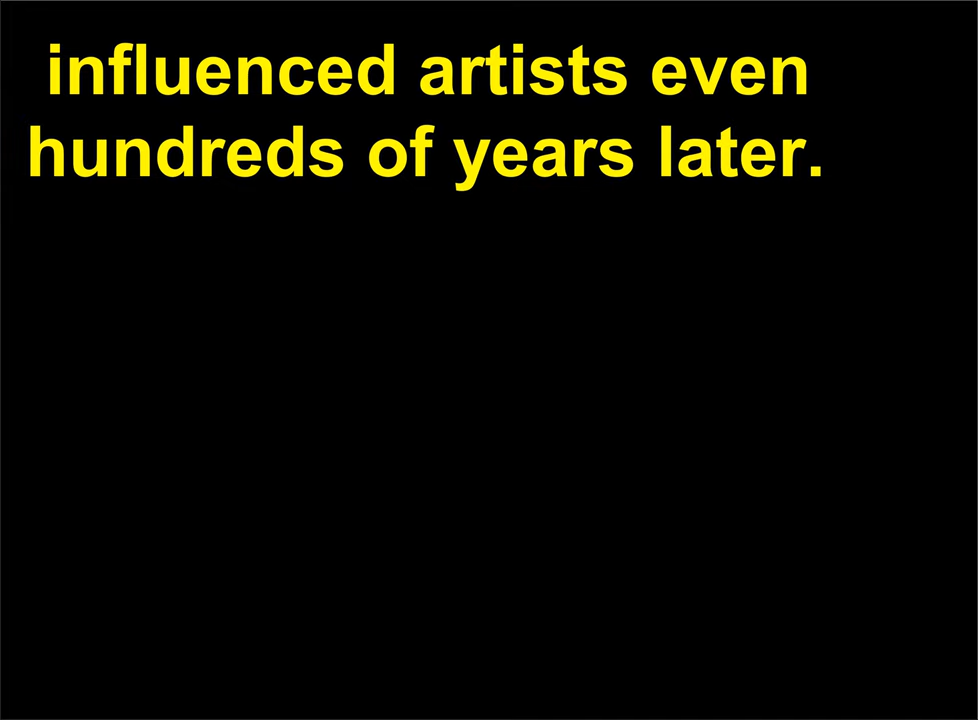 influenced artists even
hundreds of years later.